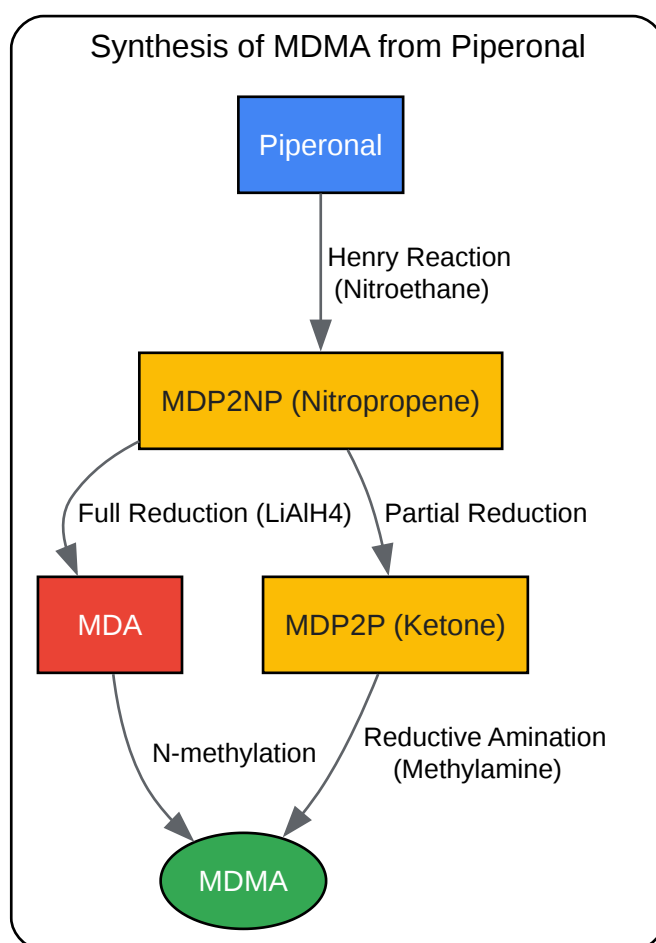 Synthesis of MDMA from Piperonal
Piperonal
Henry Reaction
(Nitroethane)
MDP2NP (Nitropropene)
Full Reduction (LiAlH4)
Partial Reduction
MDA
MDP2P (Ketone)
N-methylation
Reductive Amination
(Methylamine)
MDMA